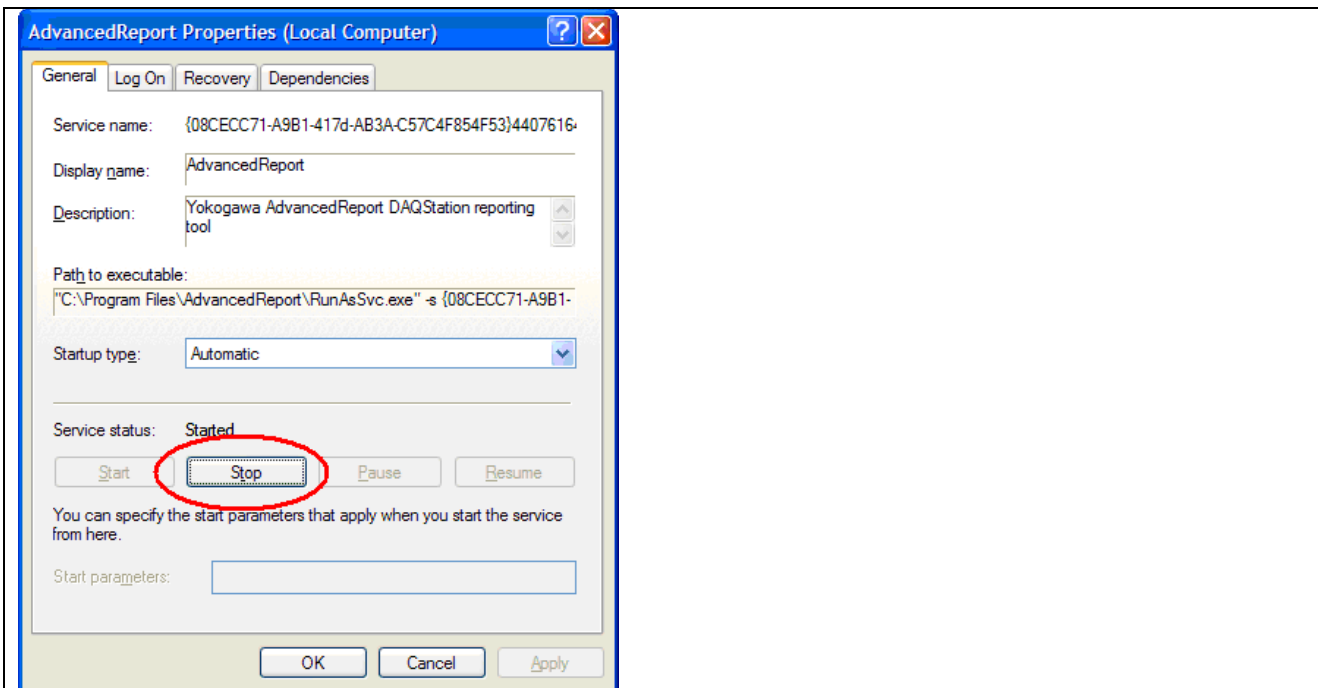 AdvancedReport Properties (Local Computer)
General Log On Recovery Dependencies
Service name: {08CECC71-A9B1-417d-AB3A-C57C4F854F53}44076164
Display name: AdvancedReport
Description: Yokogawa AdvancedReport DAQStation reporting
tool
Path to executable:
"C:\Program Files\AdvancedReport\RunAsSvc.exe" -s {08CECC71-A9B1-
Startup type: Automatic
Service status: Started
Start Stop Pause Resume
You can specify the start parameters that apply when you start the service
from here.
Start parameters:
OK Cancel Apply